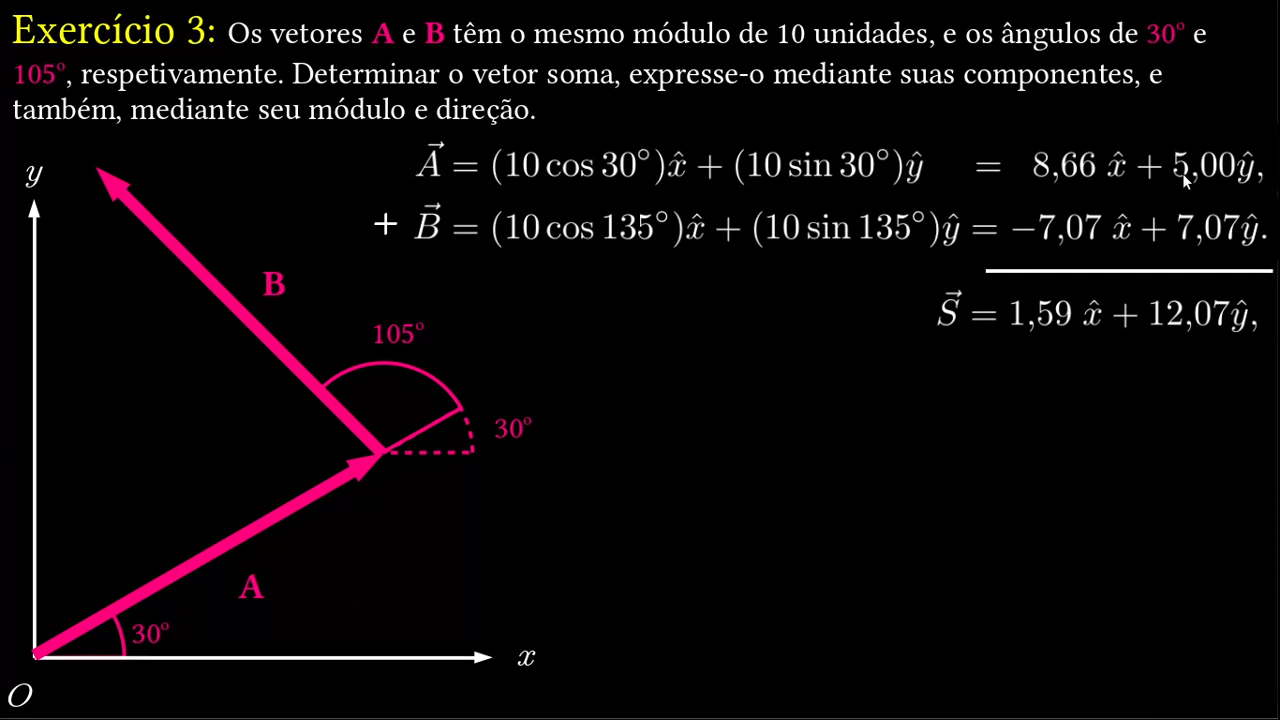 Exercício 3: Os vetores A e B têm o mesmo módulo de 10 unidades, e os ângulos de 30° e
105°, respetivamente. Determinar o vetor soma, expresse-o mediante suas componentes, e
também, mediante seu módulo e direção.
A⃗ = (10 cos 30°)x̂ + (10 sin 30°)ŷ = 8,66 x̂ + 5,00ŷ,
+ B⃗ = (10 cos 135°)x̂ + (10 sin 135°)ŷ = −7,07 x̂ + 7,07ŷ.
S⃗ = 1,59 x̂ + 12,07ŷ,
y
B
105°
30°
A
30°
x
O